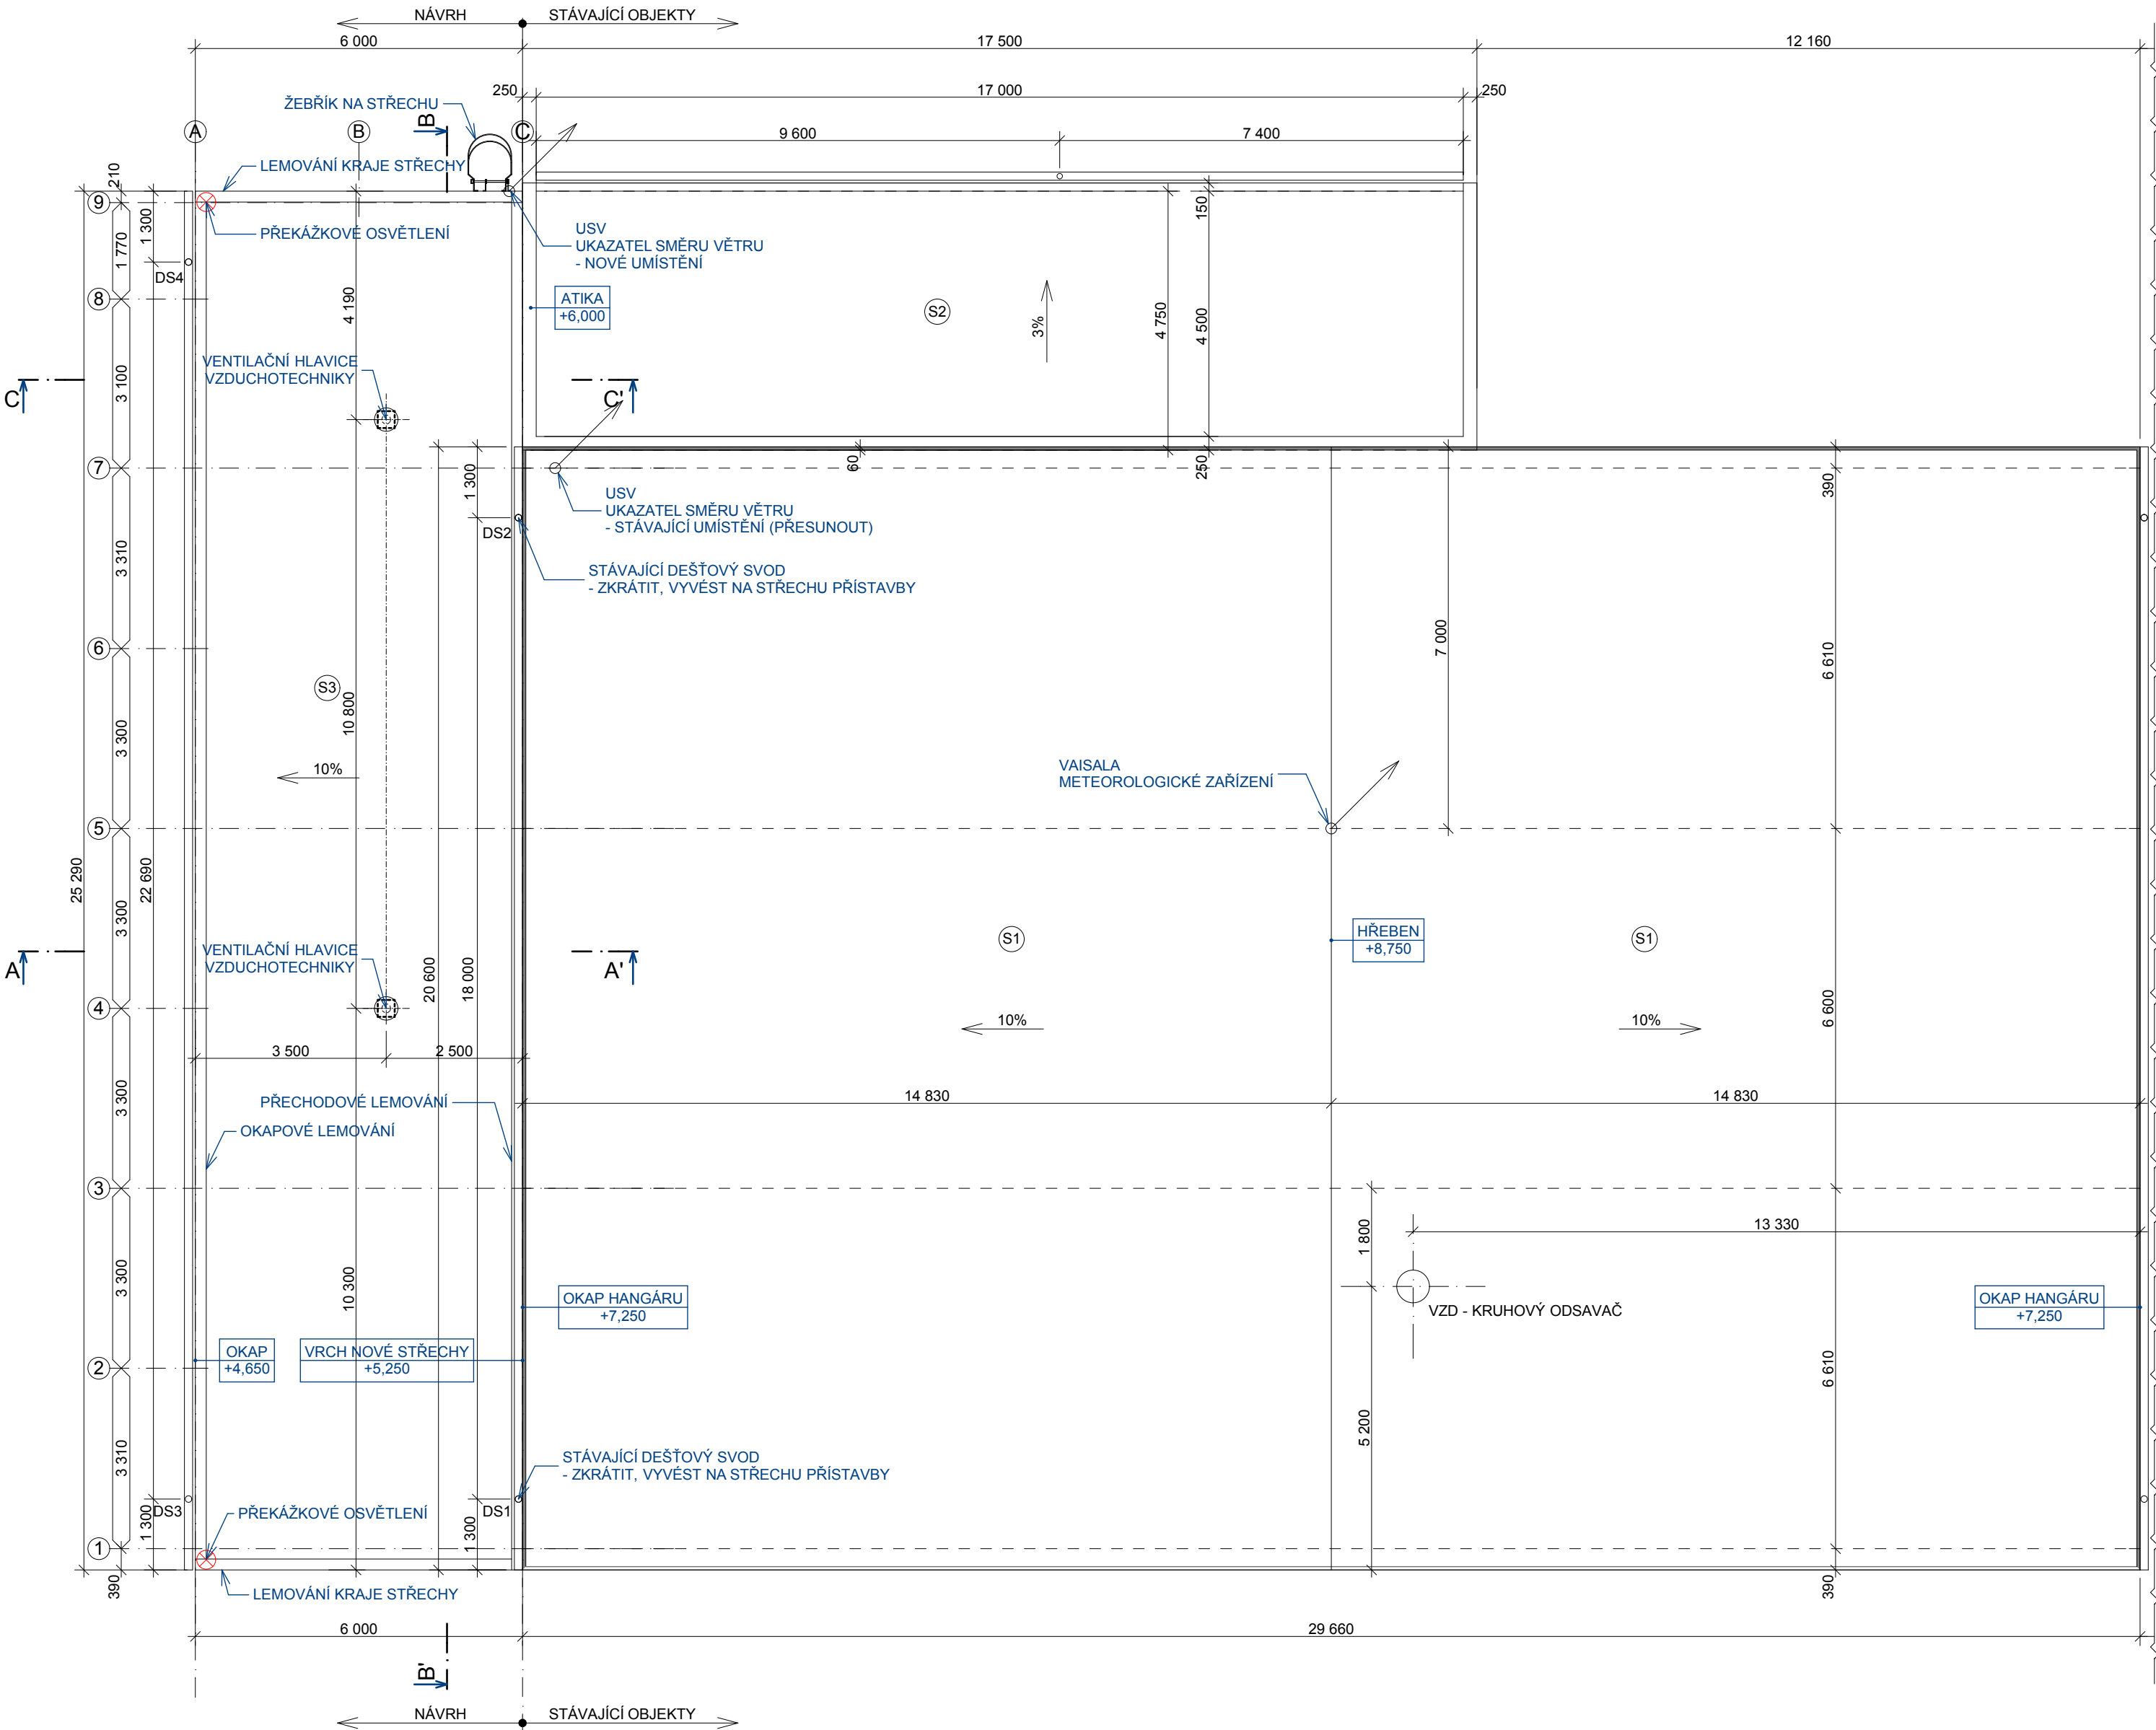 NÁVRH
STÁVAJÍCÍ OBJEKTY
6 000
17 500
12 160
250
17 000
250
9 600
7 400
ŽEBŘÍK NA STŘECHU
B
A
B
C
LEMOVÁNÍ KRAJE STŘECHY
210
9
1 300
1 770
PŘEKÁŽKOVÉ OSVĚTLENÍ
USV
UKAZATEL SMĚRU VĚTRU
- NOVÉ UMÍSTĚNÍ
150
DS4
8
4 190
ATIKA
+6,000
S2
3%
4 750
4 500
VENTILAČNÍ HLAVICE
VZDUCHOTECHNIKY
3 100
C
C'
7
1 300
60
250
390
USV
UKAZATEL SMĚRU VĚTRU
- STÁVAJÍCÍ UMÍSTĚNÍ (PŘESUNOUT)
DS2
3 310
STÁVAJÍCÍ DEŠŤOVÝ SVOD
- ZKRÁTIT, VYVÉST NA STŘECHU PŘÍSTAVBY
6
7 000
6 610
S3
10 800
3 300
10%
VAISALA
METEOROLOGICKÉ ZAŘÍZENÍ
5
25 290
22 690
3 300
VENTILAČNÍ HLAVICE
VZDUCHOTECHNIKY
S1
HŘEBEN
+8,750
S1
A
A'
20 600
18 000
4
6 600
10%
10%
3 500
2 500
3 300
PŘECHODOVÉ LEMOVÁNÍ
14 830
14 830
OKAPOVÉ LEMOVÁNÍ
3
1 800
13 330
3 300
10 300
OKAP HANGÁRU
+7,250
VZD - KRUHOVÝ ODSAVAČ
OKAP HANGÁRU
+7,250
OKAP
+4,650
VRCH NOVÉ STŘECHY
+5,250
2
6 610
5 200
3 310
STÁVAJÍCÍ DEŠŤOVÝ SVOD
- ZKRÁTIT, VYVÉST NA STŘECHU PŘÍSTAVBY
1 300
DS3
PŘEKÁŽKOVÉ OSVĚTLENÍ
DS1
1 300
1
390
LEMOVÁNÍ KRAJE STŘECHY
390
6 000
29 660
B'
NÁVRH
STÁVAJÍCÍ OBJEKTY